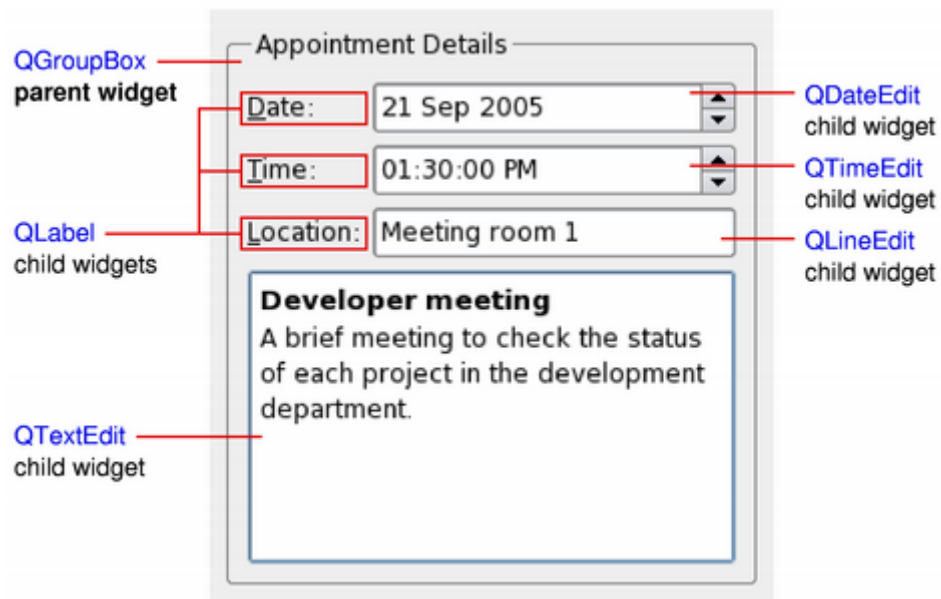 Appointment Details
QGroupBox
parent widget
Date:
21 Sep 2005
QDateEdit
child widget
Time:
01:30:00 PM
QTimeEdit
child widget
QLabel
child widgets
Location:
Meeting room 1
QLineEdit
child widget
Developer meeting
A brief meeting to check the status
of each project in the development
department.
QTextEdit
child widget